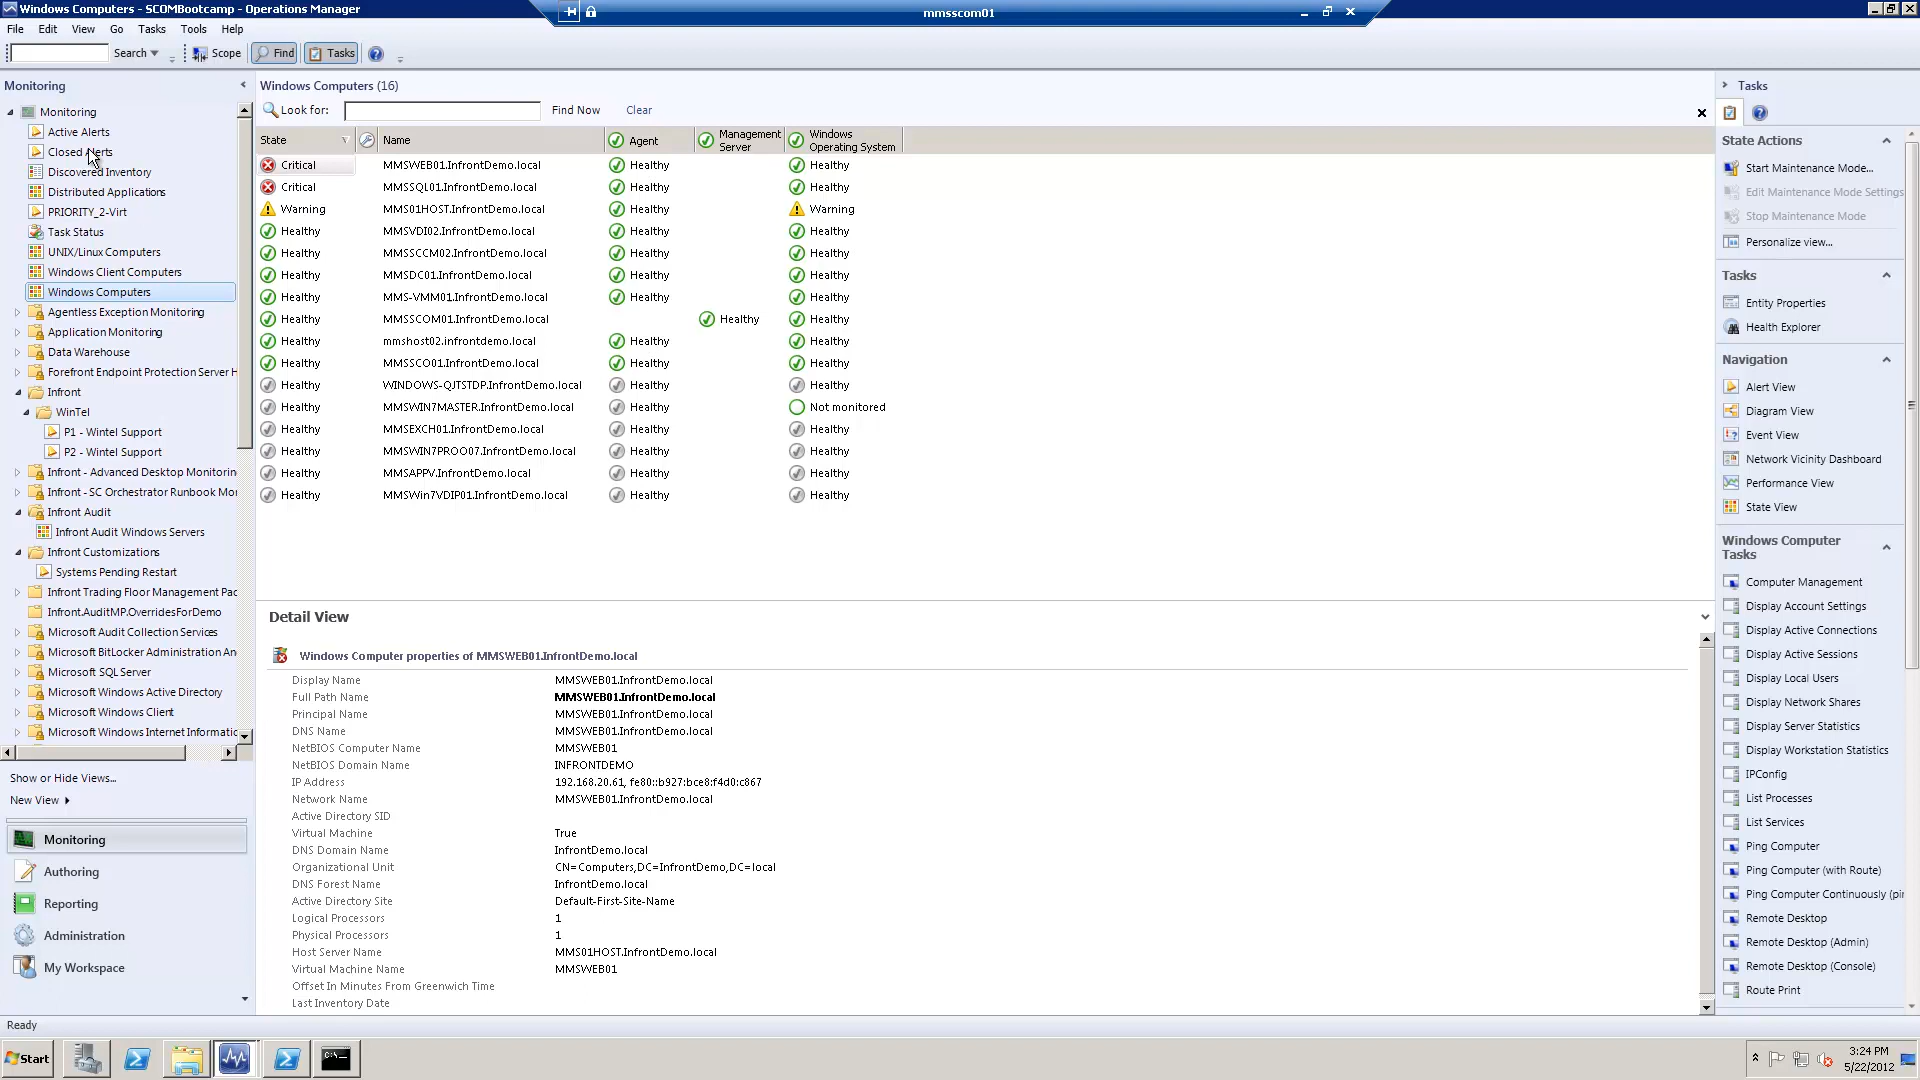 Windows Computers - SCOMBootcamp - Operations Manager
mmsscom01
File Edit View Go Tasks Tools Help
Search Scope Find Tasks
Monitoring
Monitoring
Active Alerts
Closed Alerts
Discovered Inventory
Distributed Applications
PRIORITY_2-Virt
Task Status
UNIX/Linux Computers
Windows Client Computers
Windows Computers
Agentless Exception Monitoring
Application Monitoring
Data Warehouse
Forefront Endpoint Protection Server H
Infront
WinTel
P1 - Wintel Support
P2 - Wintel Support
Infront - Advanced Desktop Monitorin
Infront - SC Orchestrator Runbook Mor
Infront Audit
Infront Audit Windows Servers
Infront Customizations
Systems Pending Restart
Infront Trading Floor Management Pac
Infront.AuditMP.OverridesForDemo
Microsoft Audit Collection Services
Microsoft BitLocker Administration An
Microsoft SQL Server
Microsoft Windows Active Directory
Microsoft Windows Client
Microsoft Windows Internet Informatic
Show or Hide Views...
New View
Monitoring
Authoring
Reporting
Administration
My Workspace
Windows Computers (16)
Look for: Find Now Clear
State Name Agent Management Server Windows Operating System
Critical MMSWEB01.InfrontDemo.local Healthy Healthy
Critical MMSSQL01.InfrontDemo.local Healthy Healthy
Warning MMS01HOST.InfrontDemo.local Healthy Warning
Healthy MMSVDI02.InfrontDemo.local Healthy Healthy
Healthy MMSSCCM02.InfrontDemo.local Healthy Healthy
Healthy MMSDC01.InfrontDemo.local Healthy Healthy
Healthy MMS-VMM01.InfrontDemo.local Healthy Healthy
Healthy MMSSCOM01.InfrontDemo.local Healthy Healthy
Healthy mmshost02.infrontdemo.local Healthy Healthy
Healthy MMSSCO01.InfrontDemo.local Healthy Healthy
Healthy WINDOWS-QJTSTDP.InfrontDemo.local Healthy Healthy
Healthy MMSWIN7MASTER.InfrontDemo.local Healthy Not monitored
Healthy MMSEXCH01.InfrontDemo.local Healthy Healthy
Healthy MMSWIN7PROO07.InfrontDemo.local Healthy Healthy
Healthy MMSAPPV.InfrontDemo.local Healthy Healthy
Healthy MMSWin7VDIP01.InfrontDemo.local Healthy Healthy
Detail View
Windows Computer properties of MMSWEB01.InfrontDemo.local
Display Name MMSWEB01.InfrontDemo.local
Full Path Name MMSWEB01.InfrontDemo.local
Principal Name MMSWEB01.InfrontDemo.local
DNS Name MMSWEB01.InfrontDemo.local
NetBIOS Computer Name MMSWEB01
NetBIOS Domain Name INFRONTDEMO
IP Address 192.168.20.61, fe80::b927:bce8:f4d0:c867
Network Name MMSWEB01.InfrontDemo.local
Active Directory SID
Virtual Machine True
DNS Domain Name InfrontDemo.local
Organizational Unit CN=Computers,DC=InfrontDemo,DC=local
DNS Forest Name InfrontDemo.local
Active Directory Site Default-First-Site-Name
Logical Processors 1
Physical Processors 1
Host Server Name MMS01HOST.InfrontDemo.local
Virtual Machine Name MMSWEB01
Offset In Minutes From Greenwich Time
Last Inventory Date
Tasks
State Actions
Start Maintenance Mode...
Edit Maintenance Mode Settings
Stop Maintenance Mode
Personalize view...
Tasks
Entity Properties
Health Explorer
Navigation
Alert View
Diagram View
Event View
Network Vicinity Dashboard
Performance View
State View
Windows Computer
Tasks
Computer Management
Display Account Settings
Display Active Connections
Display Active Sessions
Display Local Users
Display Network Shares
Display Server Statistics
Display Workstation Statistics
IPConfig
List Processes
List Services
Ping Computer
Ping Computer (with Route)
Ping Computer Continuously (pir
Remote Desktop
Remote Desktop (Admin)
Remote Desktop (Console)
Route Print
Ready
Start
C:\
3:24 PM
5/22/2012